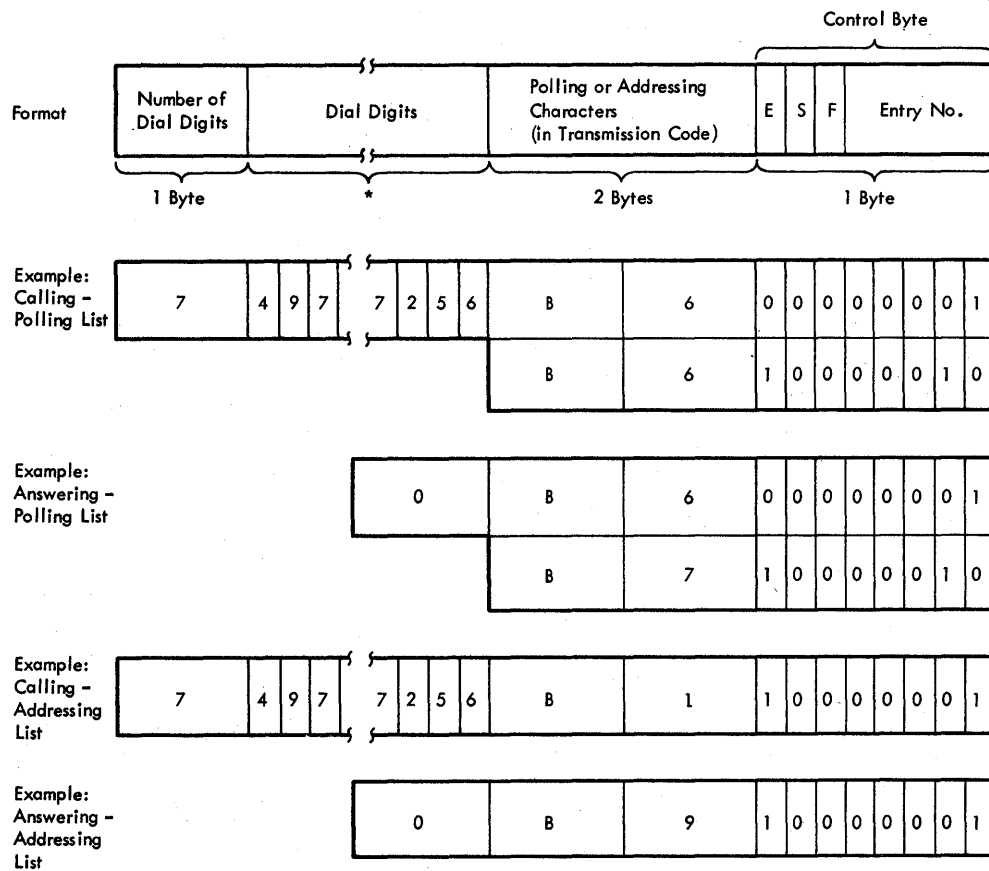 Control Byte
Format
Number of
Dial Digits
Dial Digits
Polling or Addressing
Characters
(in Transmission Code)
E S F Entry No.
1 Byte * 2 Bytes 1 Byte
Example:
Calling –
Polling List
7 4 9 7 7 2 5 6 B 6 0 0 0 0 0 0 0 1
B 6 1 0 0 0 0 0 1 0
Example:
Answering –
Polling List
0 B 6 0 0 0 0 0 0 0 1
B 7 1 0 0 0 0 0 1 0
Example:
Calling –
Addressing
List
7 4 9 7 7 2 5 6 B 1 1 0 0 0 0 0 0 1
Example:
Answering –
Addressing
List
0 B 9 1 0 0 0 0 0 0 1